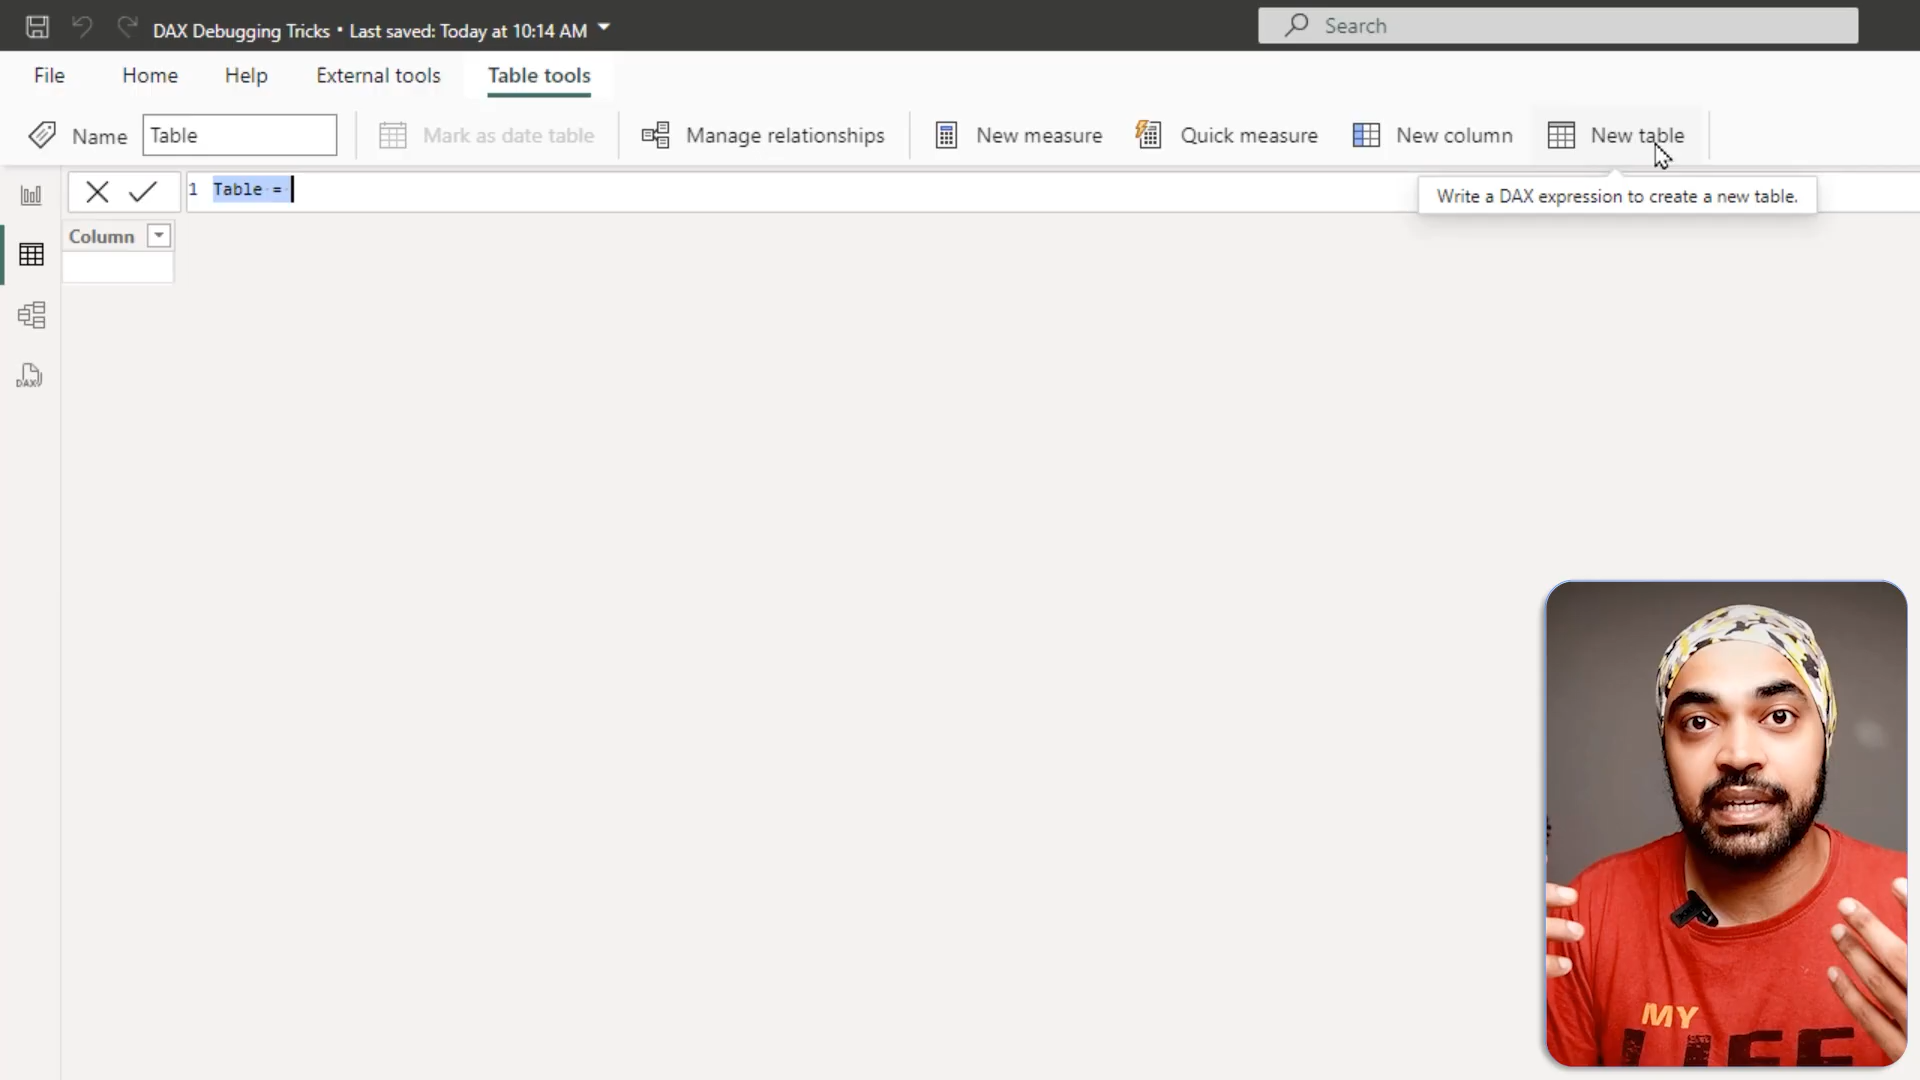 DAX Debugging Tricks • Last saved: Today at 10:14 AM
Search
File Home Help External tools Table tools
Name Table Mark as date table Manage relationships New measure Quick measure New column New table
1 Table =
Write a DAX expression to create a new table.
Column
DAX
MY
LIFE